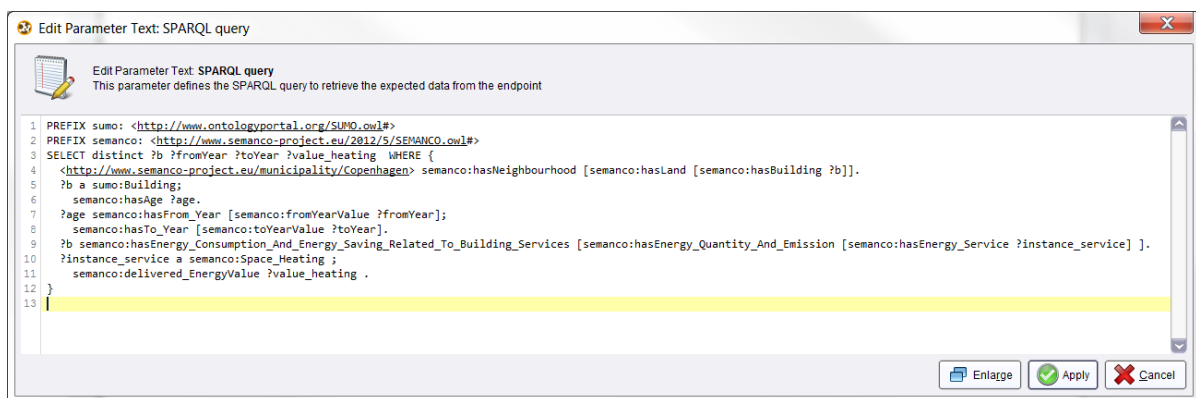 Edit Parameter Text: SPARQL query
Edit Parameter Text: SPARQL query
This parameter defines the SPARQL query to retrieve the expected data from the endpoint
1 PREFIX sumo: <http://www.ontologyportal.org/SUMO.owl#>
2 PREFIX semanco: <http://www.semanco-project.eu/2012/5/SEMANCO.owl#>
3 SELECT distinct ?b ?fromYear ?toYear ?value_heating  WHERE {
4   <http://www.semanco-project.eu/municipality/Copenhagen> semanco:hasNeighbourhood [semanco:hasLand [semanco:hasBuilding ?b]].
5   ?b a sumo:Building;
6     semanco:hasAge ?age.
7   ?age semanco:hasFrom_Year [semanco:fromYearValue ?fromYear];
8     semanco:hasTo_Year [semanco:toYearValue ?toYear].
9   ?b semanco:hasEnergy_Consumption_And_Energy_Saving_Related_To_Building_Services [semanco:hasEnergy_Quantity_And_Emission [semanco:hasEnergy_Service ?instance_service] ].
10   ?instance_service a semanco:Space_Heating ;
11     semanco:delivered_EnergyValue ?value_heating .
12 }
13
Enlarge Apply Cancel